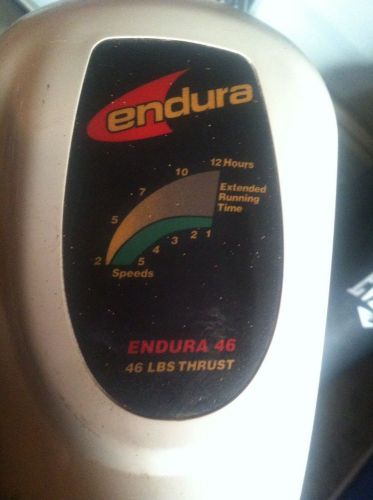 endura
12 Hours
10
7
5
2
Extended
Running
Time
5 4 3 2 1
Speeds
ENDURA 46
46 LBS THRUST